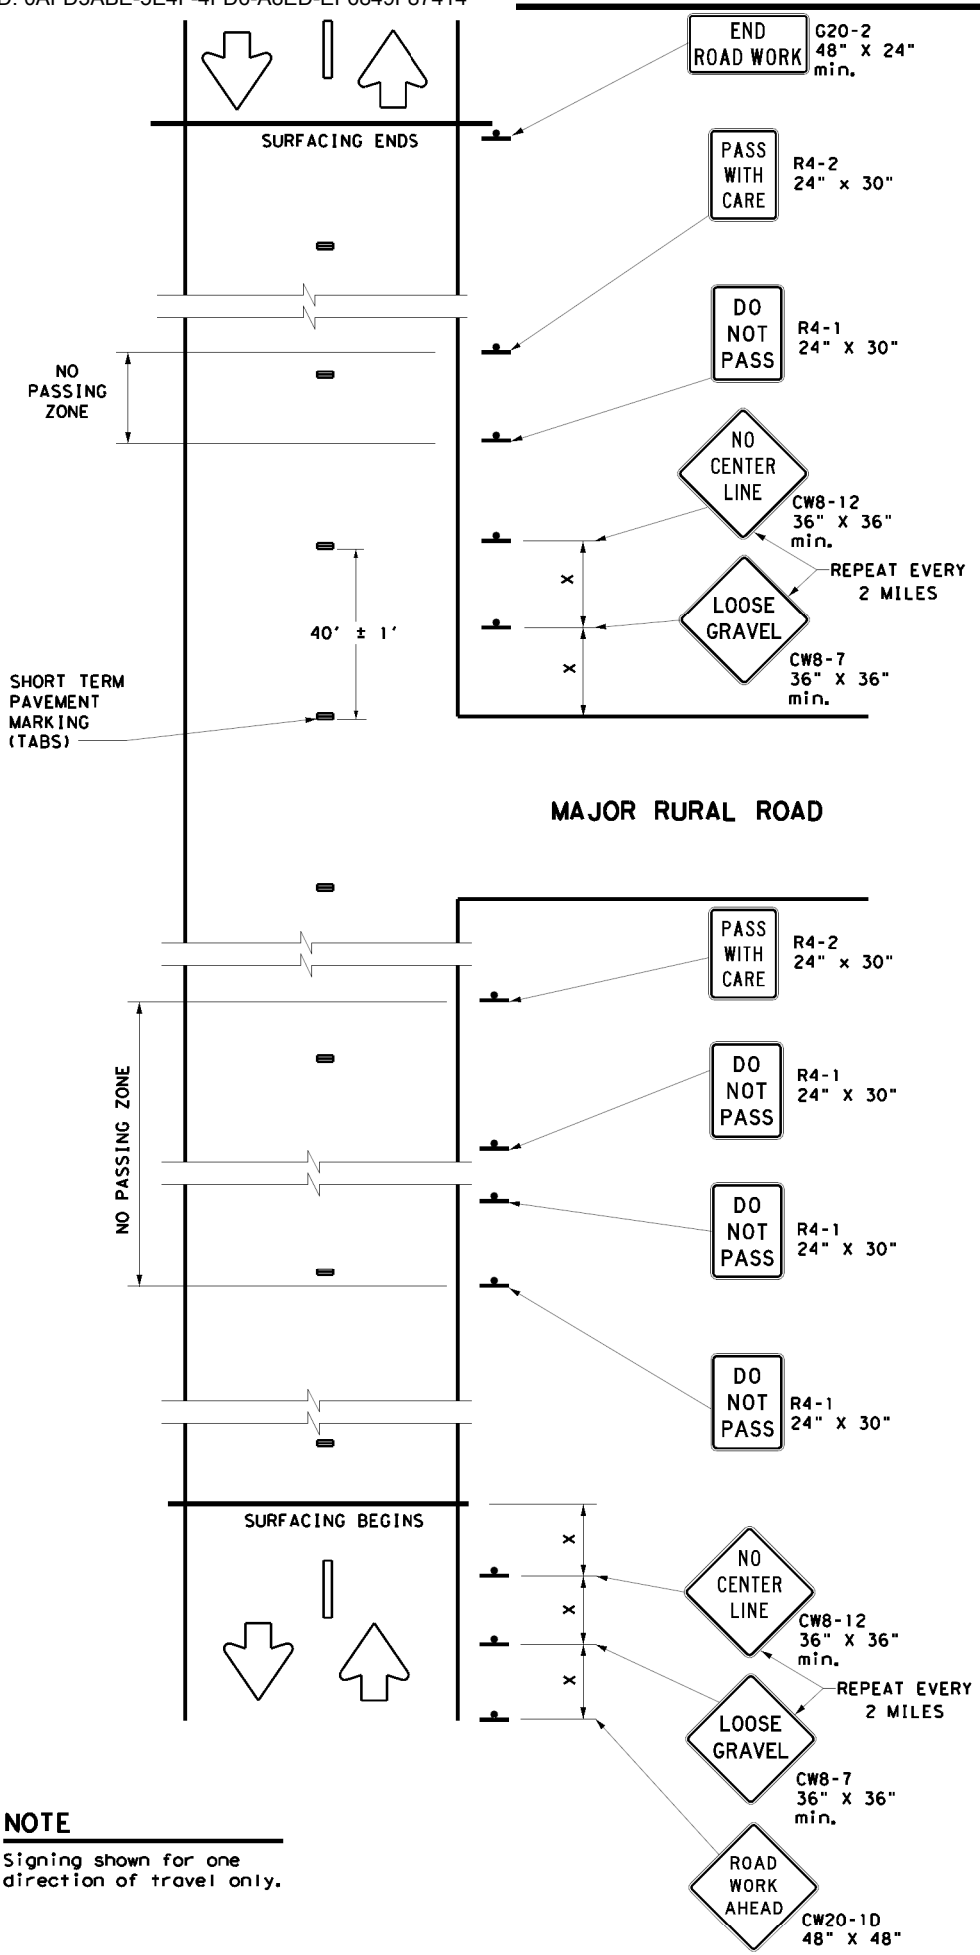 END
ROAD WORK
G20-2
48" X 24"
min.
SURFACING ENDS
PASS
WITH
CARE
R4-2
24" x 30"
DO
NOT
PASS
R4-1
24" X 30"
NO
PASSING
ZONE
NO
CENTER
LINE
CW8-12
36" X 36"
min.
REPEAT EVERY
2 MILES
X
LOOSE
GRAVEL
CW8-7
36" X 36"
min.
X
40' ± 1'
SHORT TERM
PAVEMENT
MARKING
(TABS)
MAJOR RURAL ROAD
PASS
WITH
CARE
R4-2
24" x 30"
NO PASSING ZONE
DO
NOT
PASS
R4-1
24" X 30"
DO
NOT
PASS
R4-1
24" X 30"
DO
NOT
PASS
R4-1
24" X 30"
SURFACING BEGINS
X
X
X
NO
CENTER
LINE
CW8-12
36" X 36"
min.
REPEAT EVERY
2 MILES
LOOSE
GRAVEL
CW8-7
36" X 36"
min.
ROAD
WORK
AHEAD
CW20-1D
48" X 48"
NOTE
Signing shown for one
direction of travel only.